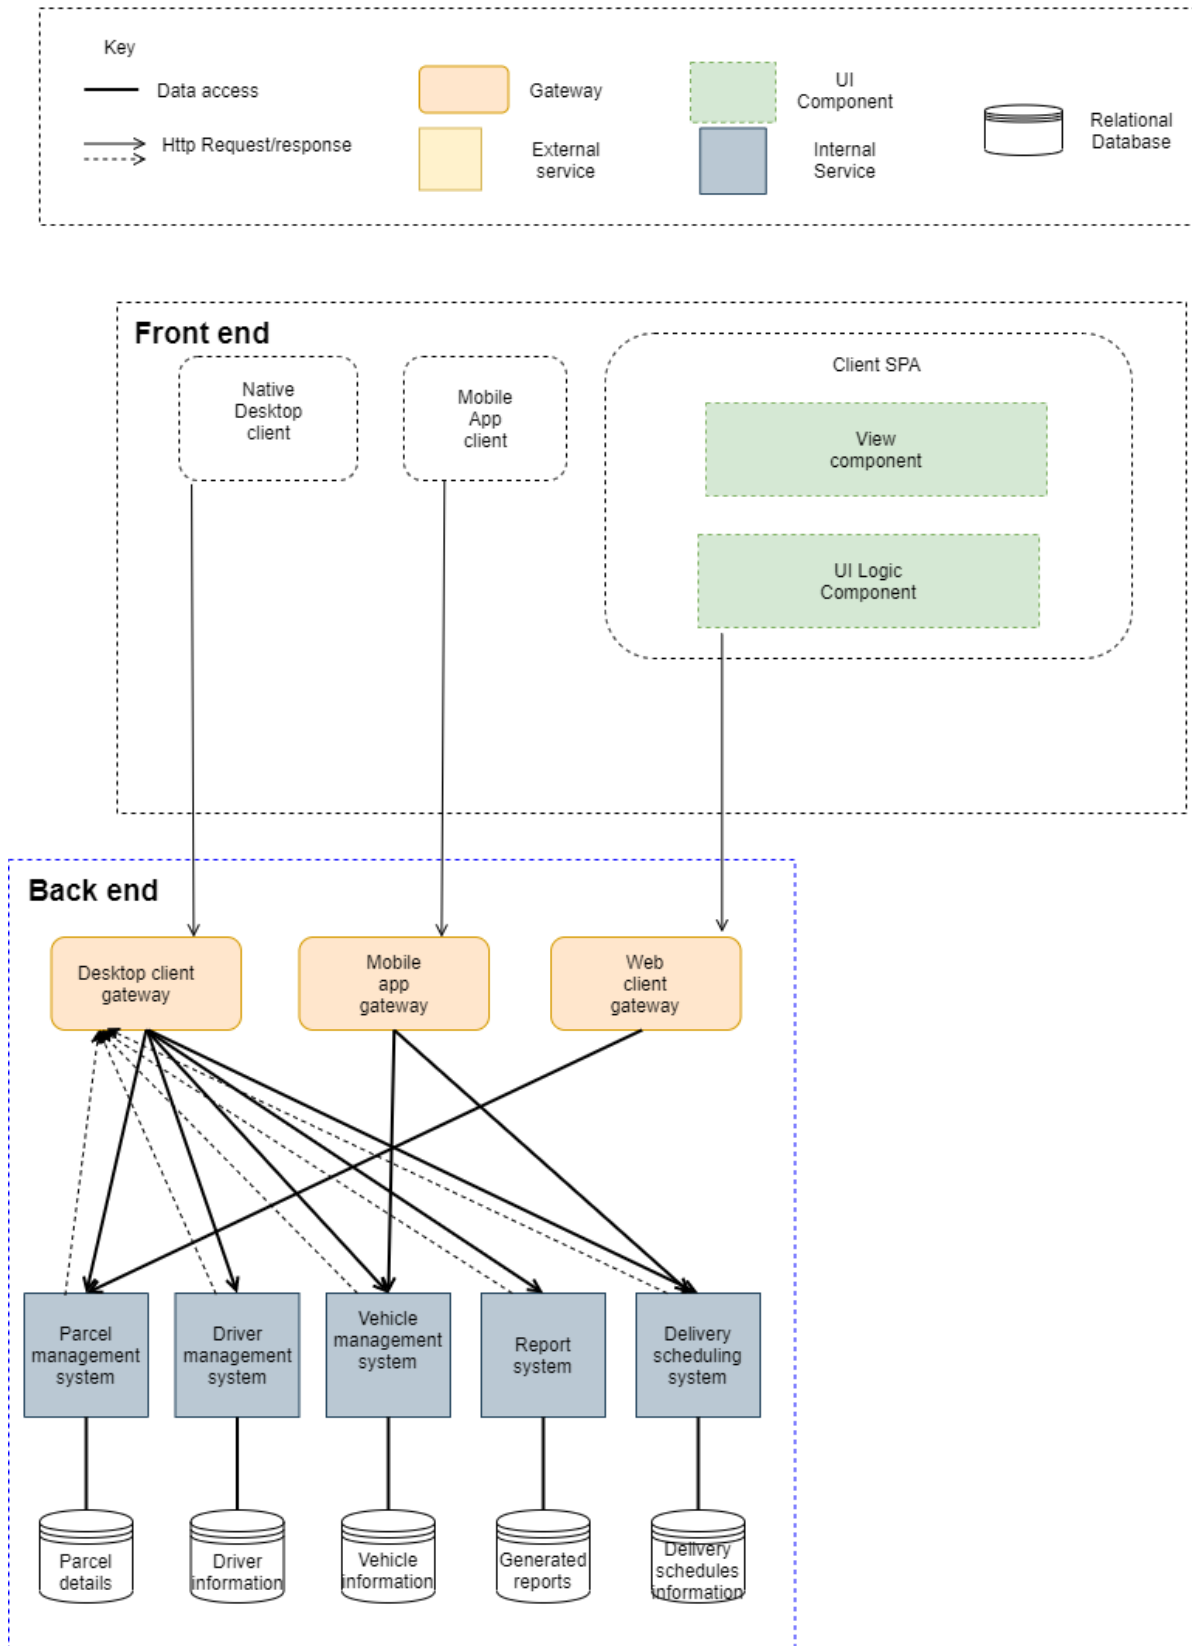 Key
Data access
Http Request/response
Gateway
External
service
UI
Component
Internal
Service
Relational
Database
Front end
Native
Desktop
client
Mobile
App
client
Client SPA
View
component
UI Logic
Component
Back end
Desktop client
gateway
Mobile
app
gateway
Web
client
gateway
Parcel
management
system
Driver
management
system
Vehicle
management
system
Report
system
Delivery
scheduling
system
Parcel
details
Driver
information
Vehicle
information
Generated
reports
Delivery
schedules
information